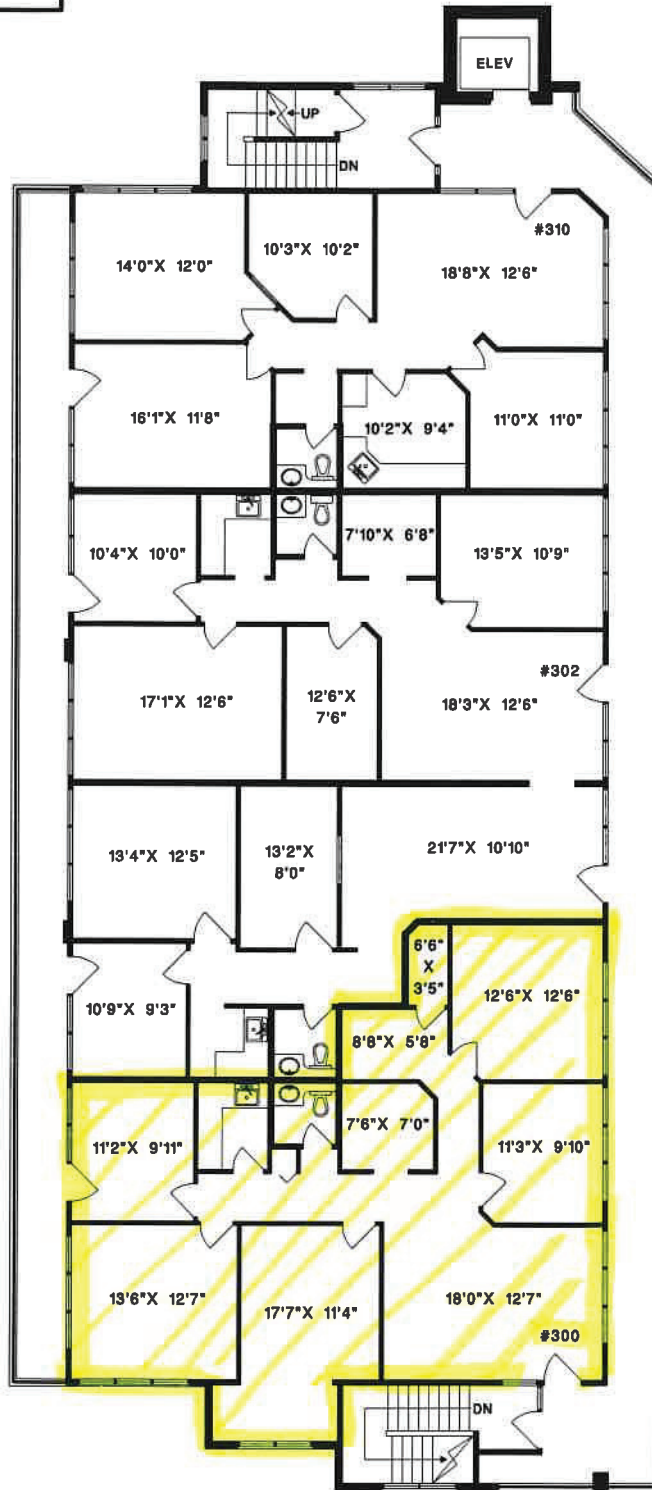 ELEV
UP
DN
#310
14'0"X 12'0"
10'3"X 10'2"
18'8"X 12'6"
16'1"X 11'8"
10'2"X 9'4"
11'0"X 11'0"
10'4"X 10'0"
7'10"X 6'8"
13'5"X 10'9"
#302
17'1"X 12'6"
12'6"X
7'6"
18'3"X 12'6"
13'4"X 12'5"
13'2"X
8'0"
21'7"X 10'10"
6'6"
X
3'5"
12'6"X 12'6"
10'9"X 9'3"
8'8"X 5'8"
7'6"X 7'0"
11'2"X 9'11"
11'3"X 9'10"
13'6"X 12'7"
17'7"X 11'4"
18'0"X 12'7"
#300
DN